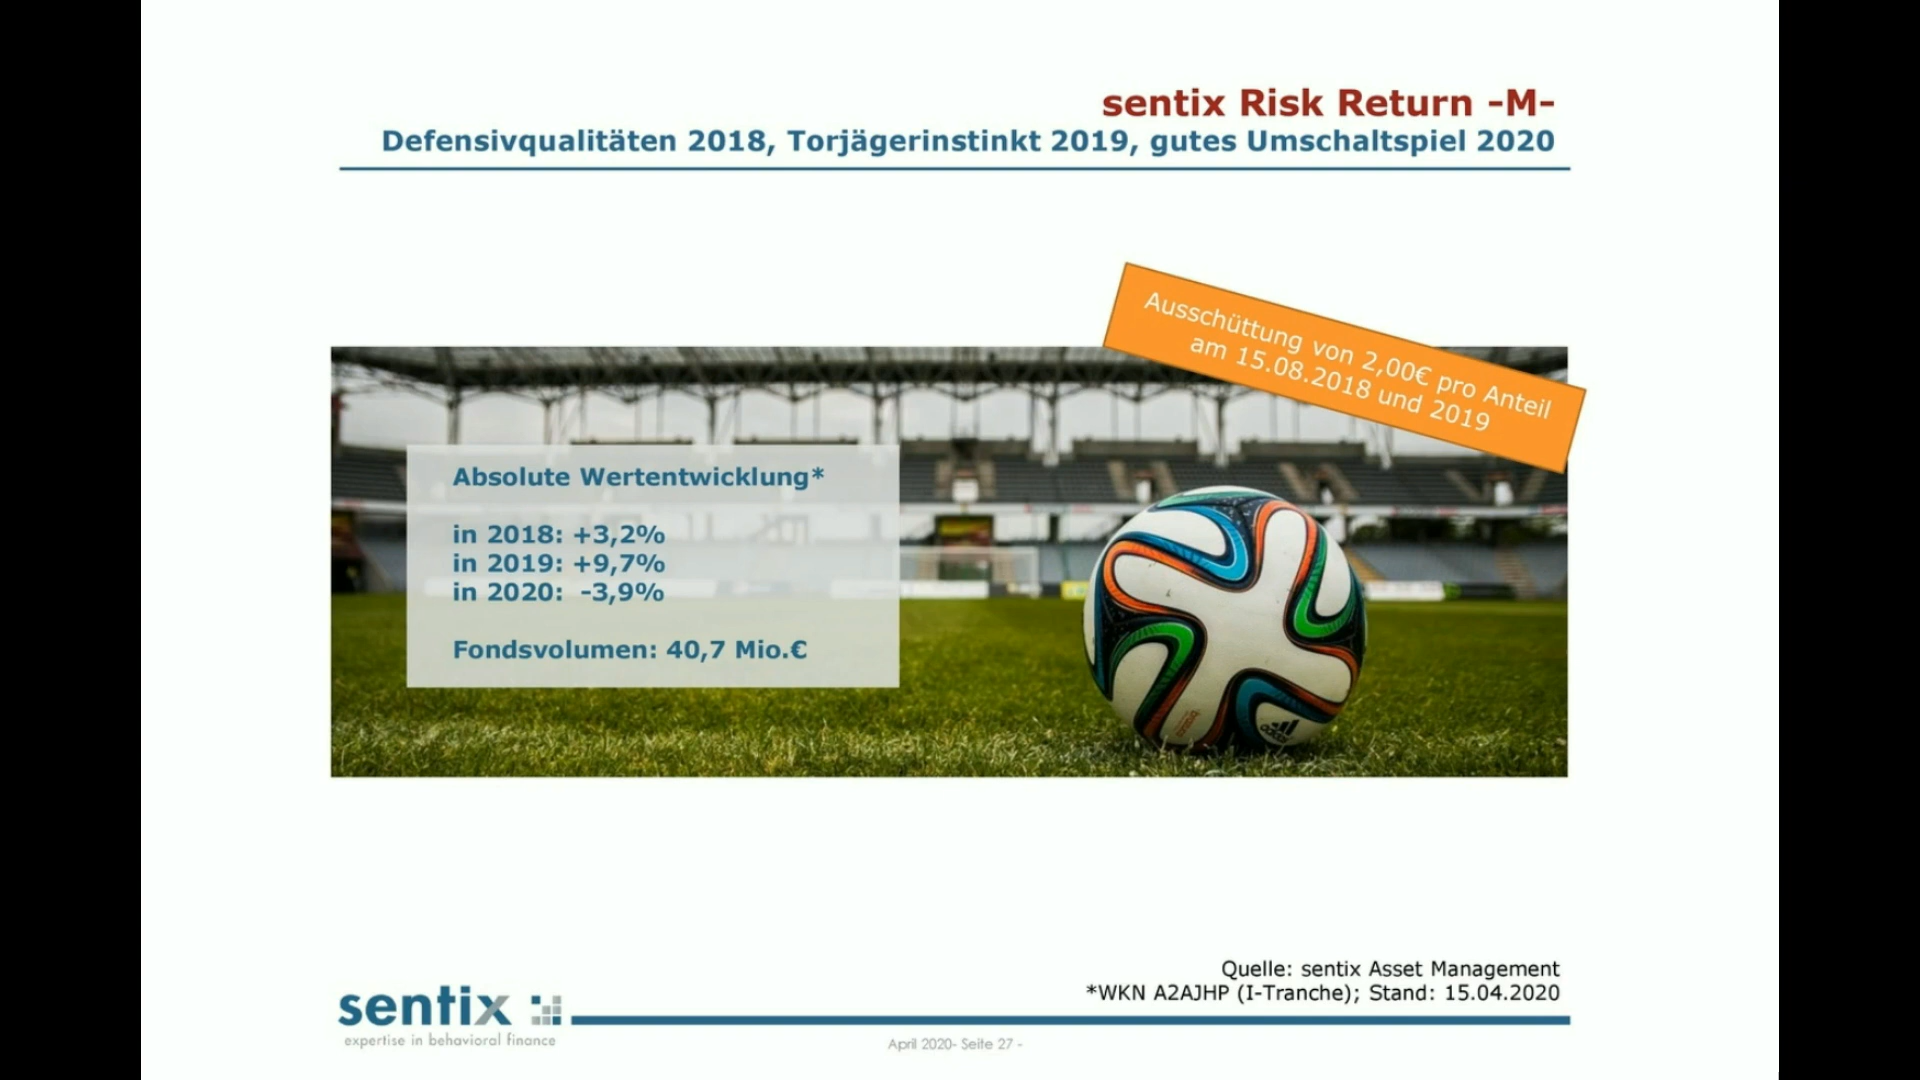 sentix Risk Return -M-
Defensivqualitäten 2018, Torjägerinstinkt 2019, gutes Umschaltspiel 2020
Ausschüttung von 2,00€ pro Anteil
am 15.08.2018 und 2019
Absolute Wertentwicklung*
in 2018: +3,2%
in 2019: +9,7%
in 2020: -3,9%
Fondsvolumen: 40,7 Mio.€
brazuca
adidas
Quelle: sentix Asset Management
*WKN A2AJHP (I-Tranche); Stand: 15.04.2020
sentix
expertise in behavioral finance
April 2020- Seite 27 -